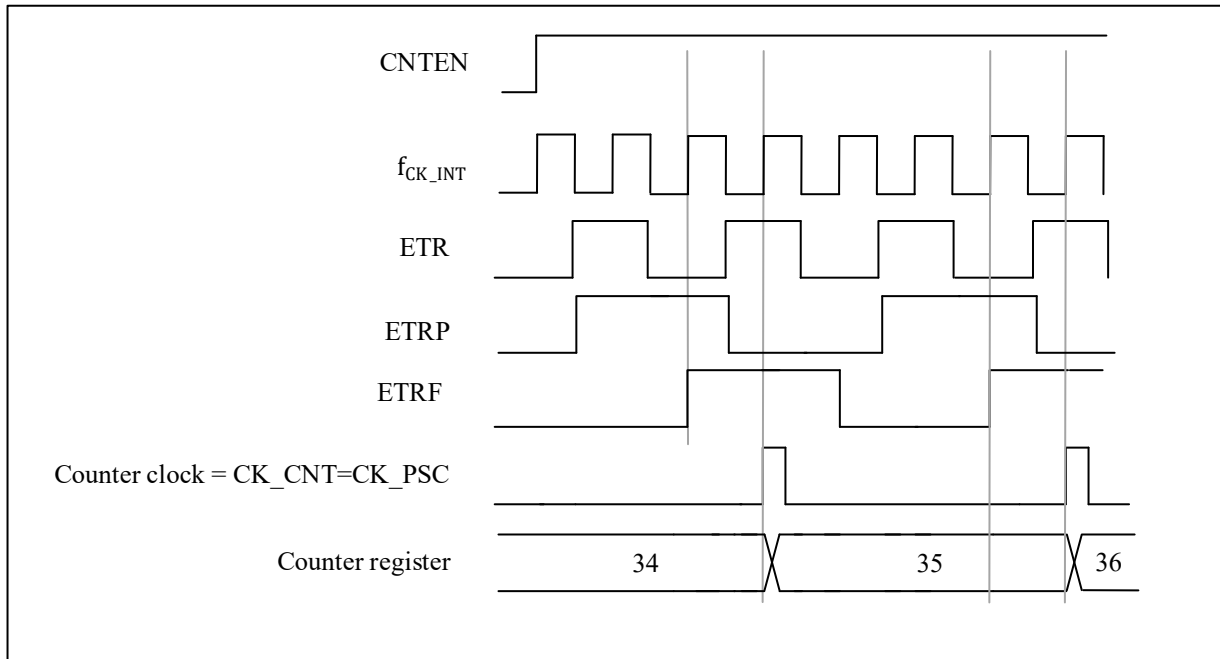 CNTEN
fCK_INT
ETR
ETRP
ETRF
Counter clock = CK_CNT=CK_PSC
Counter register
34
35
36